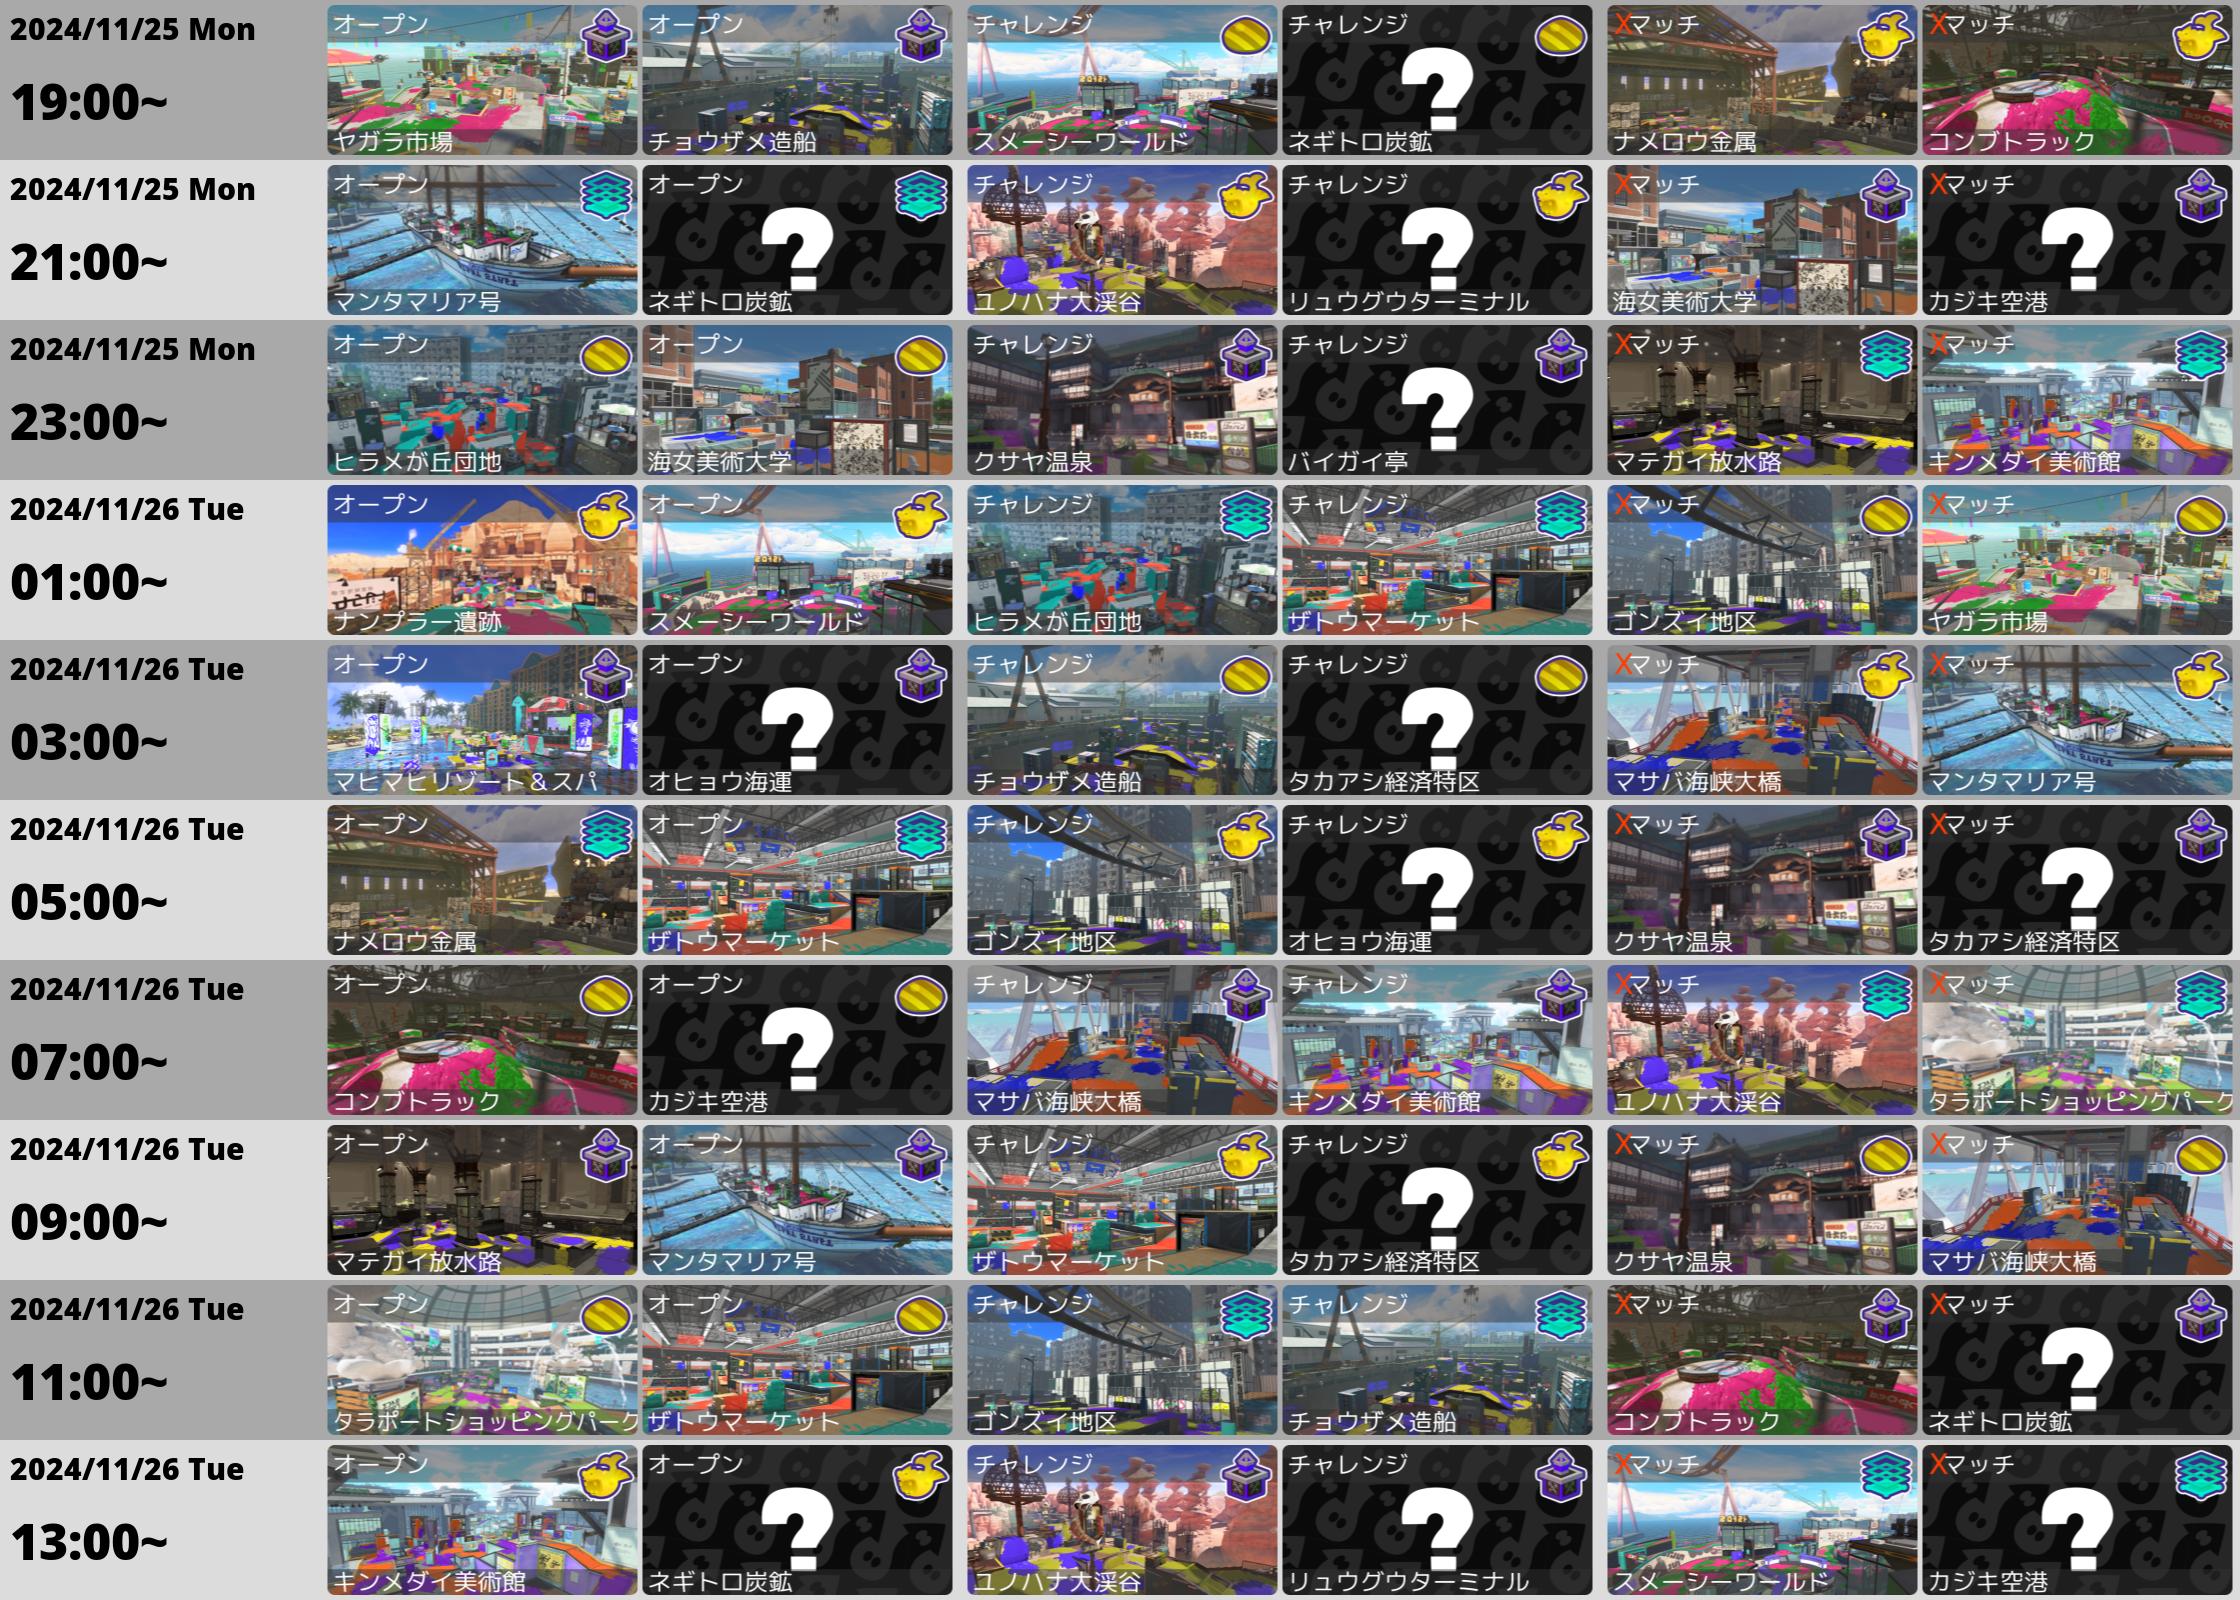 2024/11/25 Mon
19:00~
オープン オープン チャレンジ チャレンジ Xマッチ Xマッチ
ヤガラ市場 チョウザメ造船 スメーシーワールド ネギトロ炭鉱 ナメロウ金属 コンブトラック
2024/11/25 Mon
21:00~
オープン オープン チャレンジ チャレンジ Xマッチ Xマッチ
マンタマリア号 ネギトロ炭鉱 ユノハナ大渓谷 リュウグウターミナル 海女美術大学 カジキ空港
2024/11/25 Mon
23:00~
オープン オープン チャレンジ チャレンジ Xマッチ Xマッチ
ヒラメが丘団地 海女美術大学 クサヤ温泉 バイガイ亭 マテガイ放水路 キンメダイ美術館
2024/11/26 Tue
01:00~
オープン オープン チャレンジ チャレンジ Xマッチ Xマッチ
ナンプラー遺跡 スメーシーワールド ヒラメが丘団地 ザトウマーケット ゴンズイ地区 ヤガラ市場
2024/11/26 Tue
03:00~
オープン オープン チャレンジ チャレンジ Xマッチ Xマッチ
マヒマヒリゾート＆スパ オヒョウ海運 チョウザメ造船 タカアシ経済特区 マサバ海峡大橋 マンタマリア号
2024/11/26 Tue
05:00~
オープン オープン チャレンジ チャレンジ Xマッチ Xマッチ
ナメロウ金属 ザトウマーケット ゴンズイ地区 オヒョウ海運 クサヤ温泉 タカアシ経済特区
2024/11/26 Tue
07:00~
オープン オープン チャレンジ チャレンジ Xマッチ Xマッチ
コンブトラック カジキ空港 マサバ海峡大橋 キンメダイ美術館 ユノハナ大渓谷 タラポートショッピングパーク
2024/11/26 Tue
09:00~
オープン オープン チャレンジ チャレンジ Xマッチ Xマッチ
マテガイ放水路 マンタマリア号 ザトウマーケット タカアシ経済特区 クサヤ温泉 マサバ海峡大橋
2024/11/26 Tue
11:00~
オープン オープン チャレンジ チャレンジ Xマッチ Xマッチ
タラポートショッピングパーク ザトウマーケット ゴンズイ地区 チョウザメ造船 コンブトラック ネギトロ炭鉱
2024/11/26 Tue
13:00~
オープン オープン チャレンジ チャレンジ Xマッチ Xマッチ
キンメダイ美術館 ネギトロ炭鉱 ユノハナ大渓谷 リュウグウターミナル スメーシーワールド カジキ空港